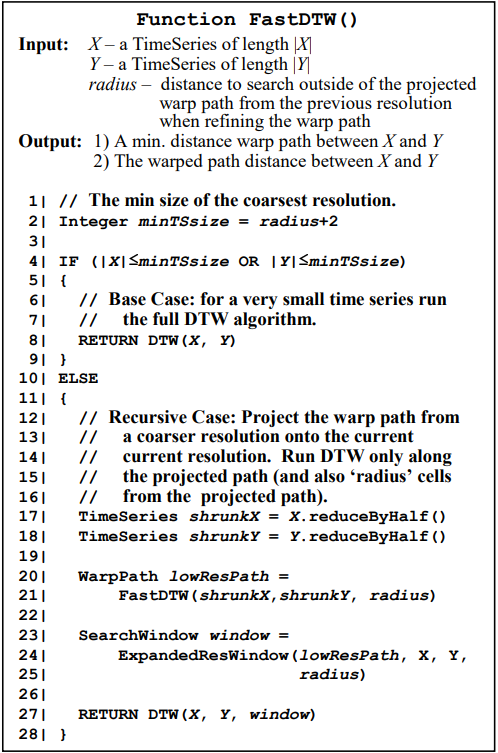 Function FastDTW()
Input: X – a TimeSeries of length |X|
Y – a TimeSeries of length |Y|
radius – distance to search outside of the projected
warp path from the previous resolution
when refining the warp path
Output: 1) A min. distance warp path between X and Y
2) The warped path distance between X and Y
1| // The min size of the coarsest resolution.
2| Integer minTSsize = radius+2
3|
4| IF (|X|≤minTSsize OR |Y|≤minTSsize)
5| {
6| // Base Case: for a very small time series run
7| // the full DTW algorithm.
8| RETURN DTW(X, Y)
9| }
10| ELSE
11| {
12| // Recursive Case: Project the warp path from
13| // a coarser resolution onto the current
14| // current resolution. Run DTW only along
15| // the projected path (and also ‘radius’ cells
16| // from the projected path).
17| TimeSeries shrunkX = X.reduceByHalf()
18| TimeSeries shrunkY = Y.reduceByHalf()
19|
20| WarpPath lowResPath =
21| FastDTW(shrunkX,shrunkY, radius)
22|
23| SearchWindow window =
24| ExpandedResWindow(lowResPath, X, Y,
25| radius)
26|
27| RETURN DTW(X, Y, window)
28| }